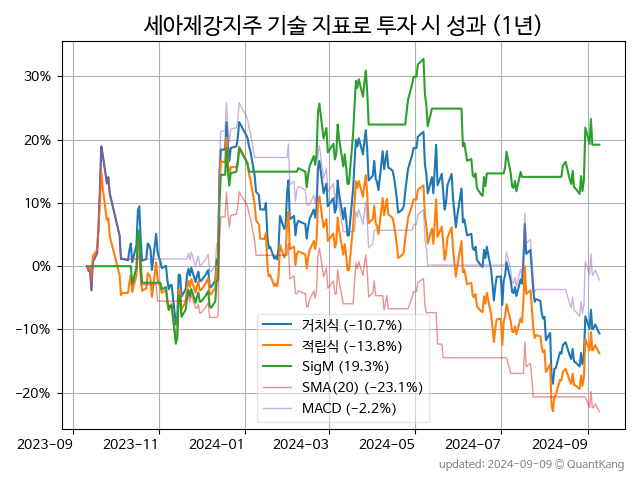 세아제강지주 기술 지표로 투자 시 성과 (1년)
30%
20%
10%
0%
−10%
−20%
거치식 (−10.7%)
적립식 (−13.8%)
SigM (19.3%)
SMA(20) (−23.1%)
MACD (−2.2%)
2023-09 2023-11 2024-01 2024-03 2024-05 2024-07 2024-09
updated: 2024-09-09 © QuantKang